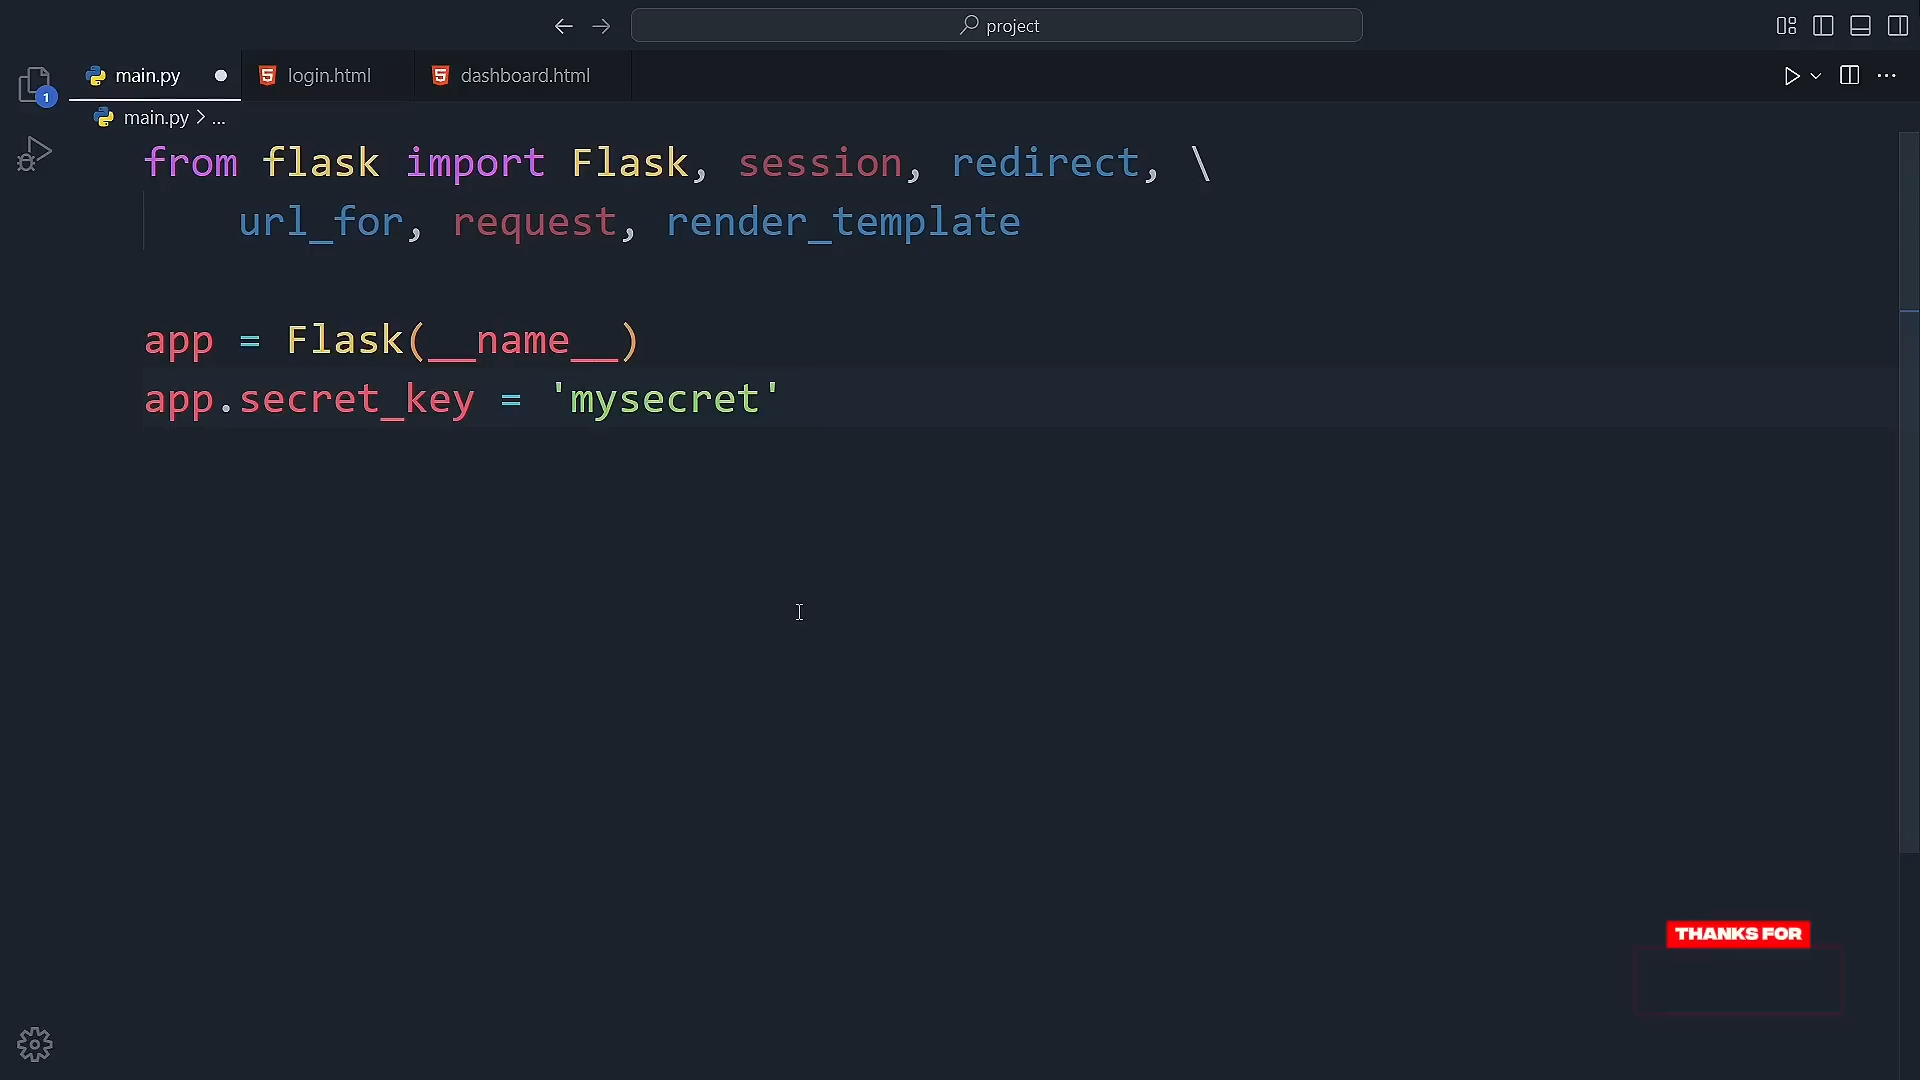 project
main.py
login.html
dashboard.html
1
main.py > ...
from flask import Flask, session, redirect, \
    url_for, request, render_template
app = Flask(__name__)
app.secret_key = 'mysecret'
THANKS FOR